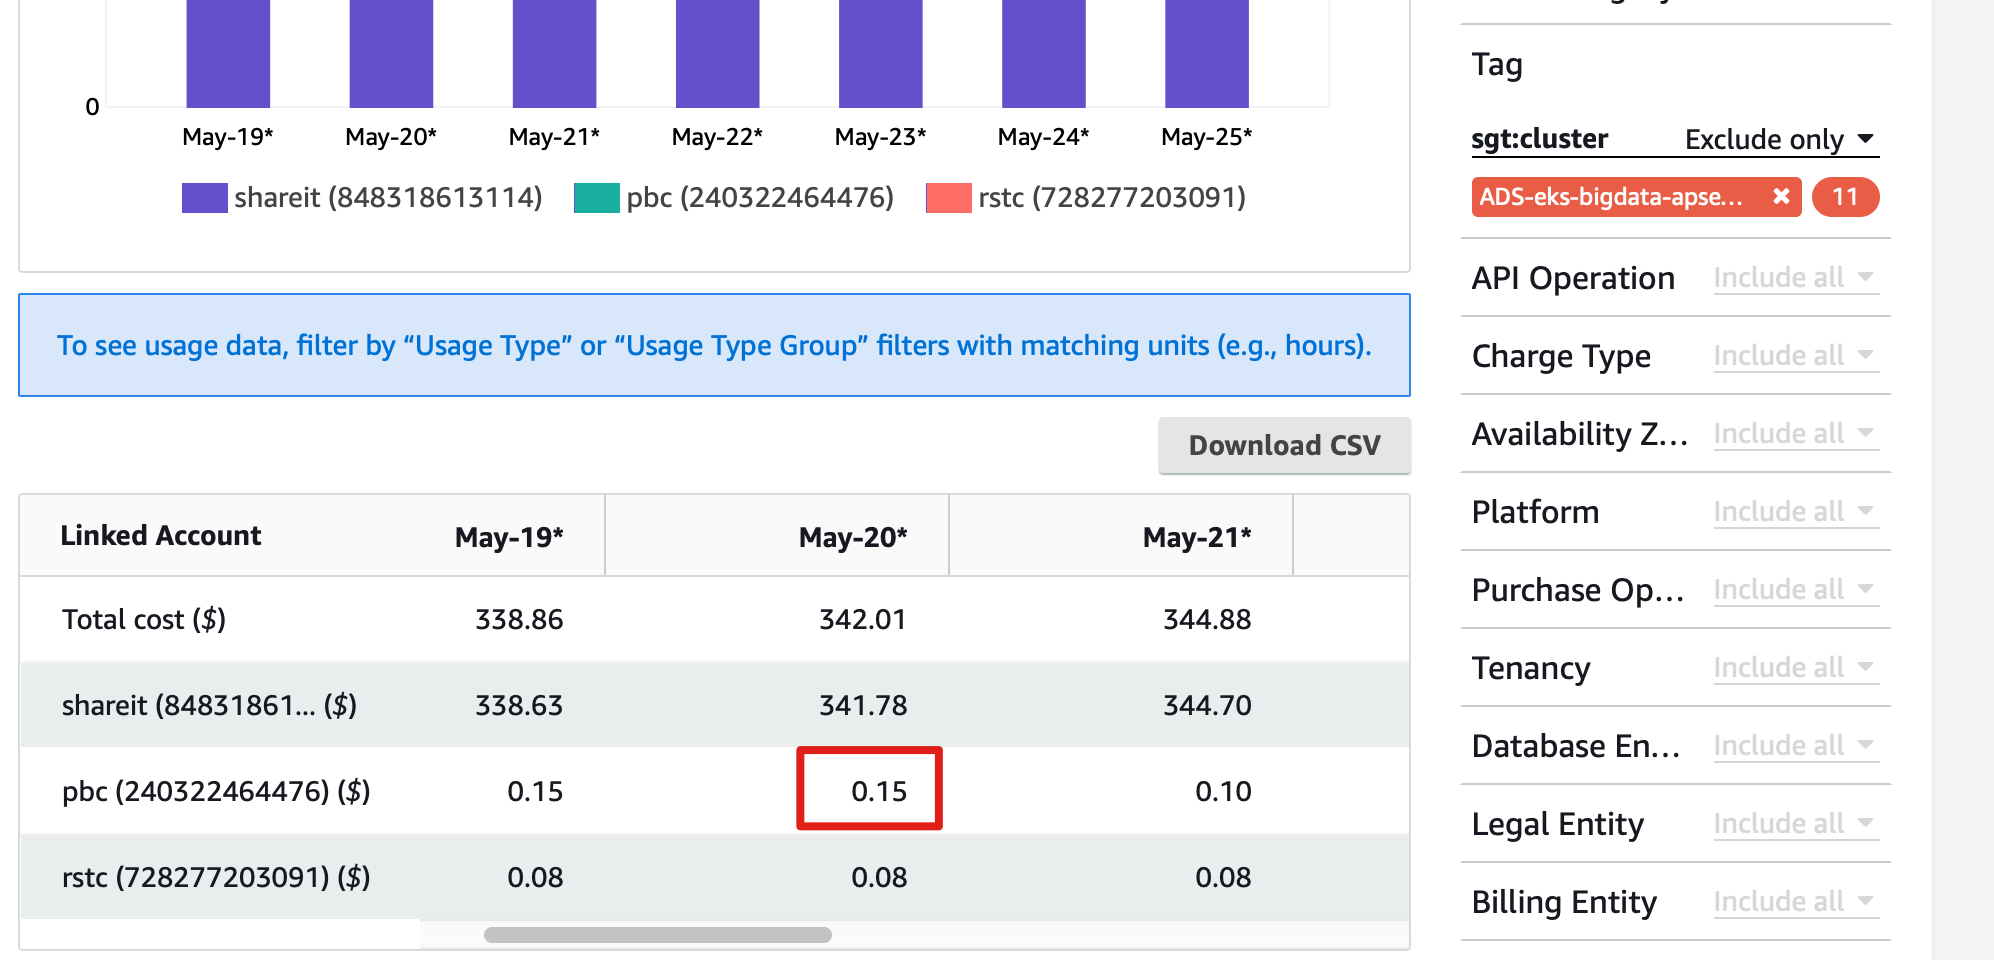 0
May-19* May-20* May-21* May-22* May-23* May-24* May-25*
shareit (848318613114) pbc (240322464476) rstc (728277203091)
To see usage data, filter by “Usage Type” or “Usage Type Group” filters with matching units (e.g., hours).
Download CSV
Linked Account May-19* May-20* May-21*
Total cost ($) 338.86 342.01 344.88
shareit (84831861... ($) 338.63 341.78 344.70
pbc (240322464476) ($) 0.15 0.15 0.10
rstc (728277203091) ($) 0.08 0.08 0.08
Tag
sgt:cluster Exclude only
ADS-eks-bigdata-apse... 11
API Operation Include all
Charge Type Include all
Availability Z... Include all
Platform Include all
Purchase Op... Include all
Tenancy Include all
Database En... Include all
Legal Entity Include all
Billing Entity Include all